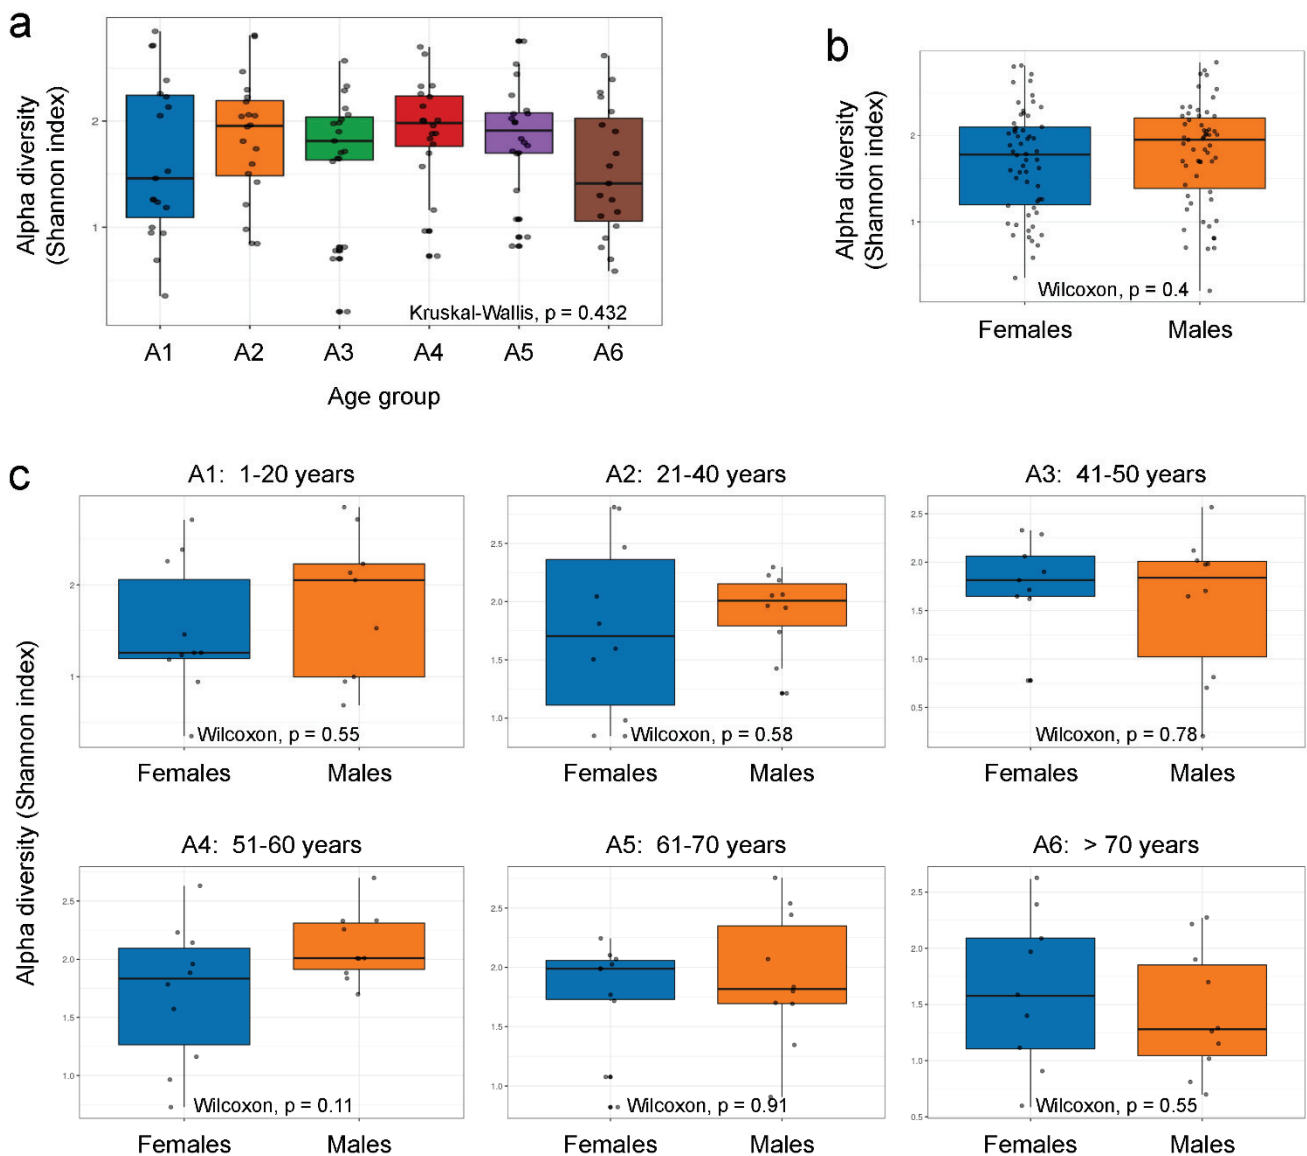 a
Alpha diversity
(Shannon index)
2
1
Kruskal-Wallis, p = 0.432
A1 A2 A3 A4 A5 A6
Age group
b
Alpha diversity
(Shannon index)
2
1
Wilcoxon, p = 0.4
Females Males
c
Alpha diversity (Shannon index)
A1: 1-20 years
2
1
Wilcoxon, p = 0.55
Females Males
A2: 21-40 years
2.5
2.0
1.5
1.0
Wilcoxon, p = 0.58
Females Males
A3: 41-50 years
2.5
2.0
1.5
1.0
0.5
Wilcoxon, p = 0.78
Females Males
A4: 51-60 years
2.5
2.0
1.5
1.0
Wilcoxon, p = 0.11
Females Males
A5: 61-70 years
2.5
2.0
1.5
1.0
Wilcoxon, p = 0.91
Females Males
A6: > 70 years
2.5
2.0
1.5
1.0
0.5
Wilcoxon, p = 0.55
Females Males